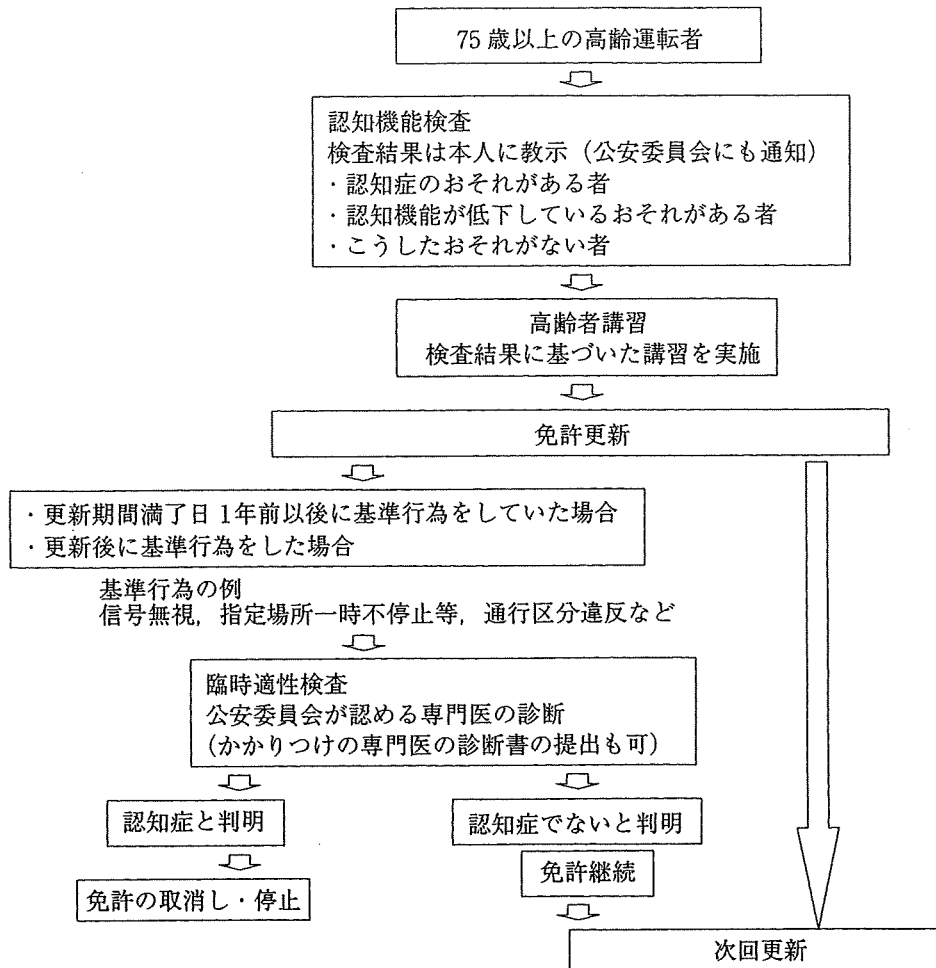 75歳以上の高齢運転者
認知機能検査
検査結果は本人に教示（公安委員会にも通知）
・認知症のおそれがある者
・認知機能が低下しているおそれがある者
・こうしたおそれがない者
高齢者講習
検査結果に基づいた講習を実施
免許更新
・更新期間満了日1年前以後に基準行為をしていた場合
・更新後に基準行為をした場合
基準行為の例
信号無視，指定場所一時不停止等，通行区分違反など
臨時適性検査
公安委員会が認める専門医の診断
（かかりつけの専門医の診断書の提出も可）
認知症と判明
認知症でないと判明
免許の取消し・停止
免許継続
次回更新